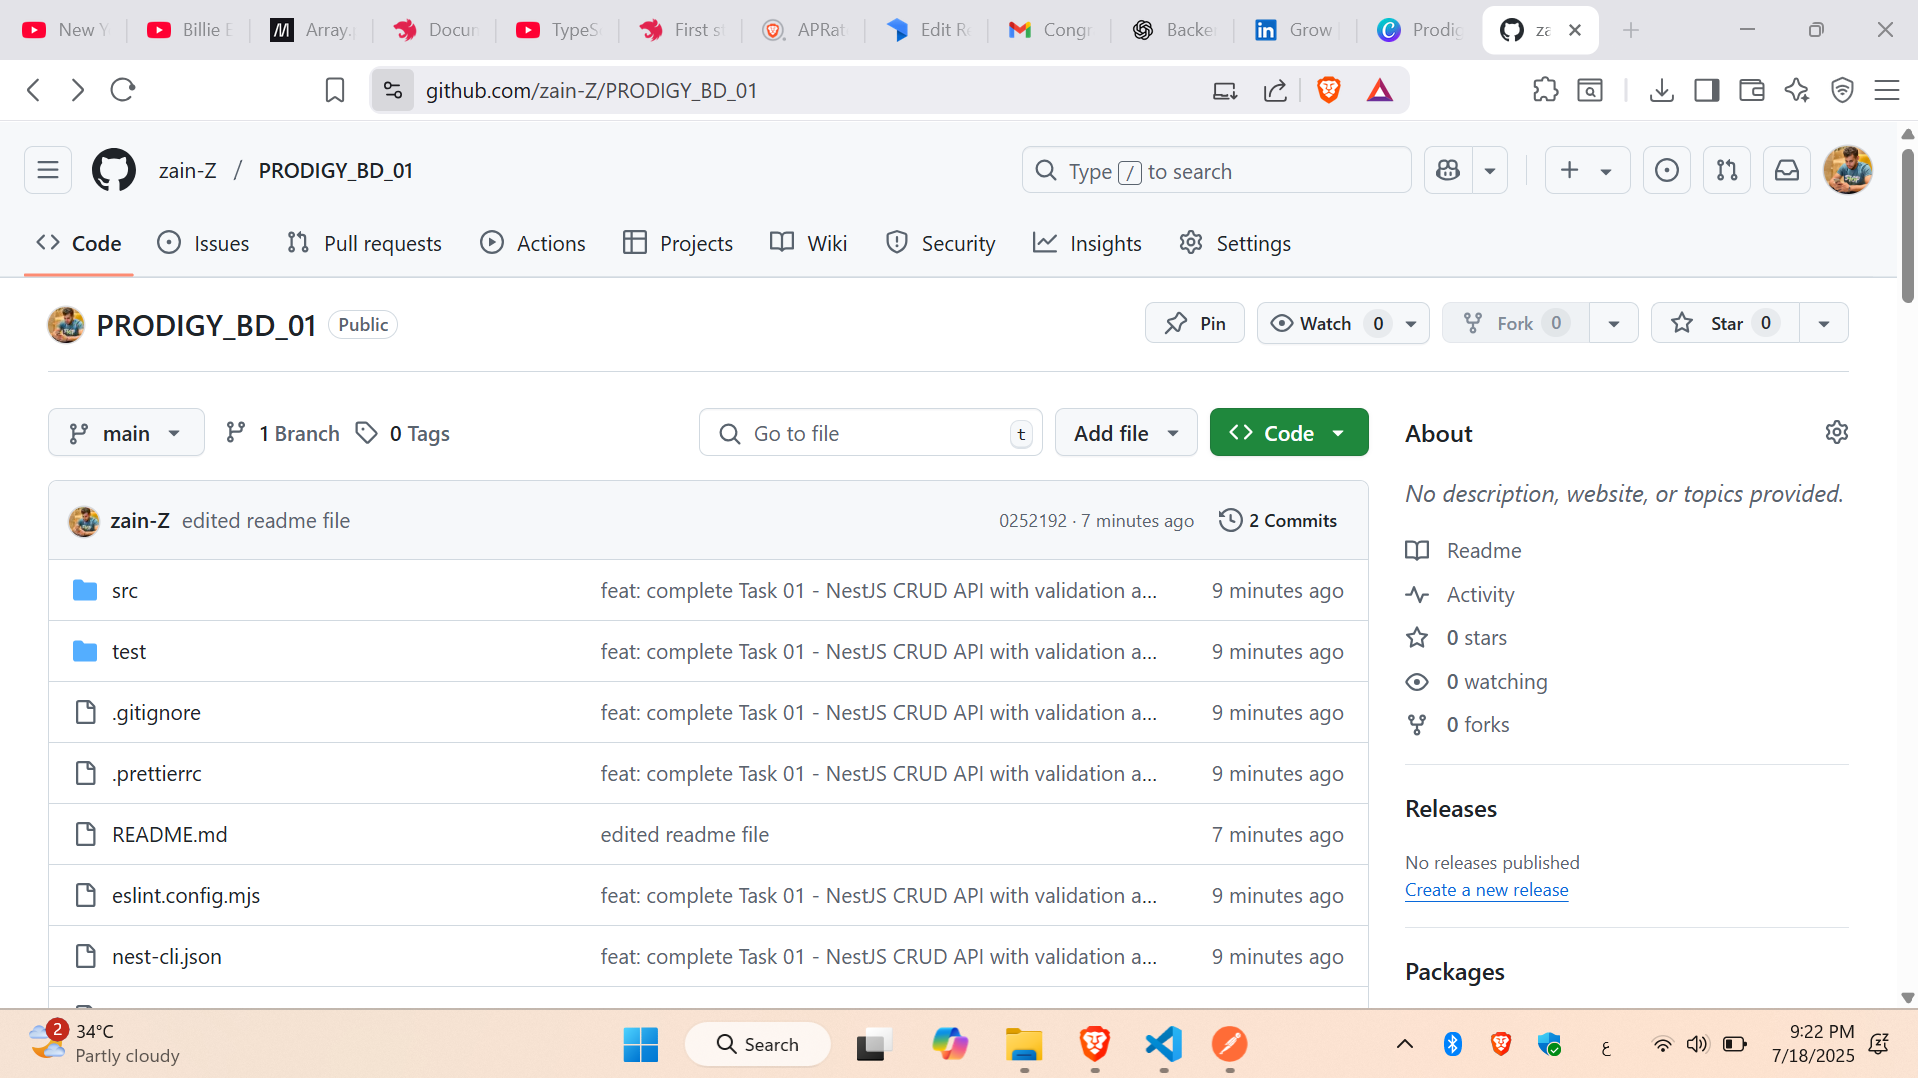 New Y
Billie E
Array.p
Docun
TypeS
First st
APRat
Edit Re
Congr
Backer
Grow
Prodig
za
github.com/zain-Z/PRODIGY_BD_01
zain-Z / PRODIGY_BD_01
Type / to search
Code
Issues
Pull requests
Actions
Projects
Wiki
Security
Insights
Settings
PRODIGY_BD_01 Public
Pin
Watch 0
Fork 0
Star 0
main
1 Branch
0 Tags
Go to file t
Add file
Code
About
No description, website, or topics provided.
zain-Z edited readme file 0252192 · 7 minutes ago 2 Commits
src feat: complete Task 01 - NestJS CRUD API with validation a... 9 minutes ago
test feat: complete Task 01 - NestJS CRUD API with validation a... 9 minutes ago
.gitignore feat: complete Task 01 - NestJS CRUD API with validation a... 9 minutes ago
.prettierrc feat: complete Task 01 - NestJS CRUD API with validation a... 9 minutes ago
README.md edited readme file 7 minutes ago
eslint.config.mjs feat: complete Task 01 - NestJS CRUD API with validation a... 9 minutes ago
nest-cli.json feat: complete Task 01 - NestJS CRUD API with validation a... 9 minutes ago
Readme
Activity
0 stars
0 watching
0 forks
Releases
No releases published
Create a new release
Packages
2
34°C
Partly cloudy
Search
ع
9:22 PM
7/18/2025